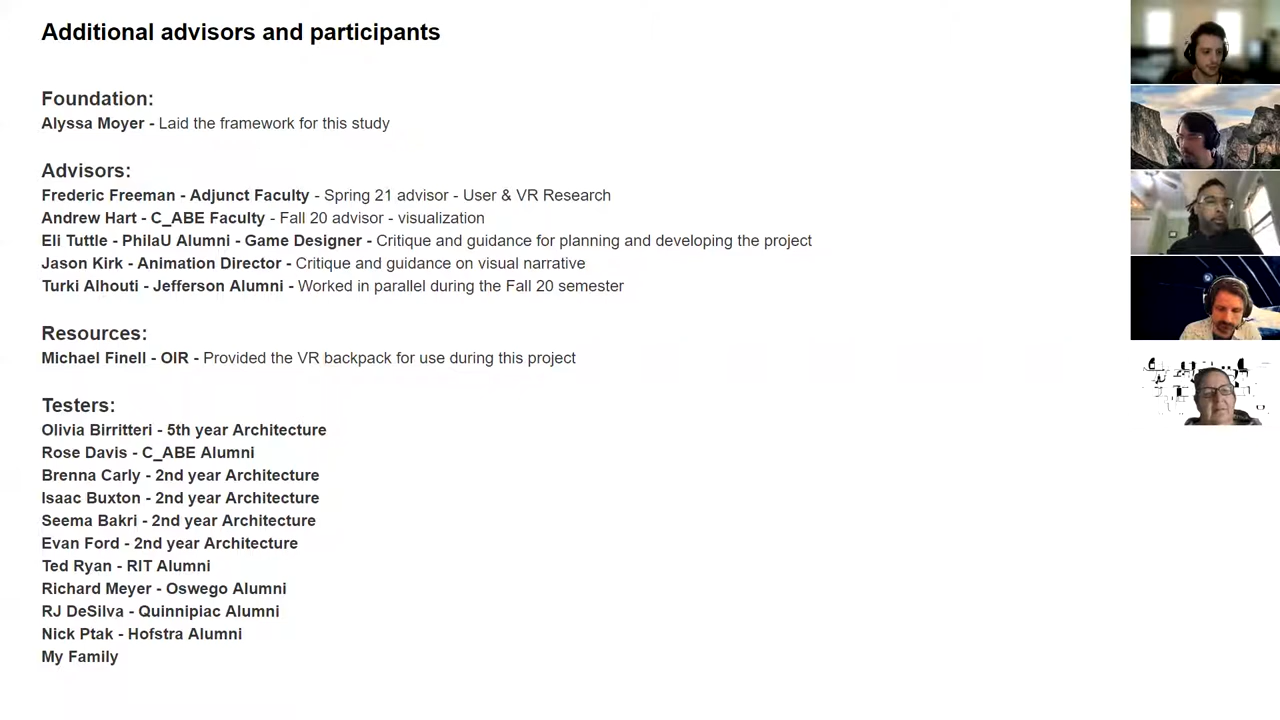 Additional advisors and participants
Foundation:
Alyssa Moyer - Laid the framework for this study
Advisors:
Frederic Freeman - Adjunct Faculty - Spring 21 advisor - User & VR Research
Andrew Hart - C_ABE Faculty - Fall 20 advisor - visualization
Eli Tuttle - PhilaU Alumni - Game Designer - Critique and guidance for planning and developing the project
Jason Kirk - Animation Director - Critique and guidance on visual narrative
Turki Alhouti - Jefferson Alumni - Worked in parallel during the Fall 20 semester
Resources:
Michael Finell - OIR - Provided the VR backpack for use during this project
Testers:
Olivia Birritteri - 5th year Architecture
Rose Davis - C_ABE Alumni
Brenna Carly - 2nd year Architecture
Isaac Buxton - 2nd year Architecture
Seema Bakri - 2nd year Architecture
Evan Ford - 2nd year Architecture
Ted Ryan - RIT Alumni
Richard Meyer - Oswego Alumni
RJ DeSilva - Quinnipiac Alumni
Nick Ptak - Hofstra Alumni
My Family